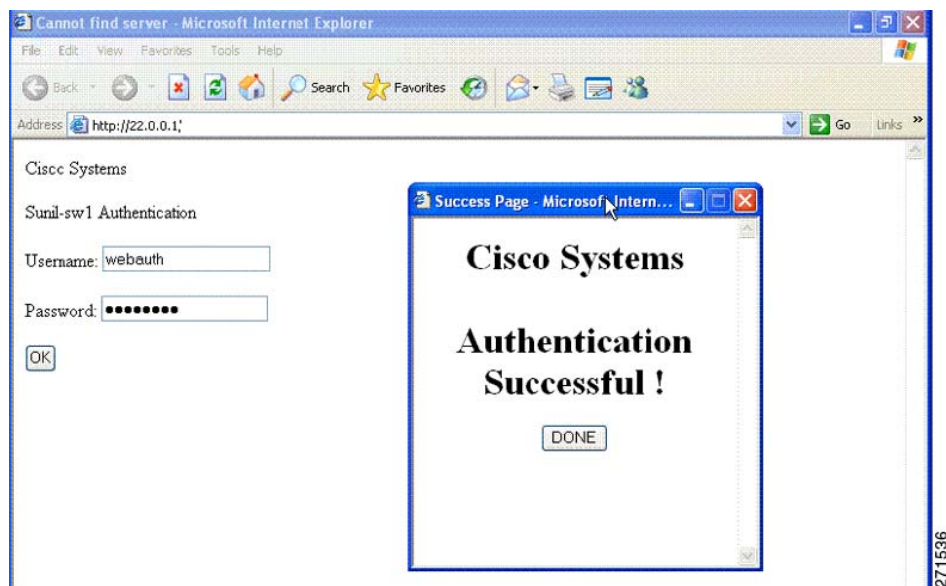 Cannot find server - Microsoft Internet Explorer
File Edit View Favorites Tools Help
Back Search Favorites
Address http://22.0.0.1;' Go Links »
Ciscc Systems
Sunil-sw1 Authentication
Username: webauth
Password: ●●●●●●●●
OK
Success Page - Microsoft Intern...
Cisco Systems
Authentication
Successful !
DONE
271536